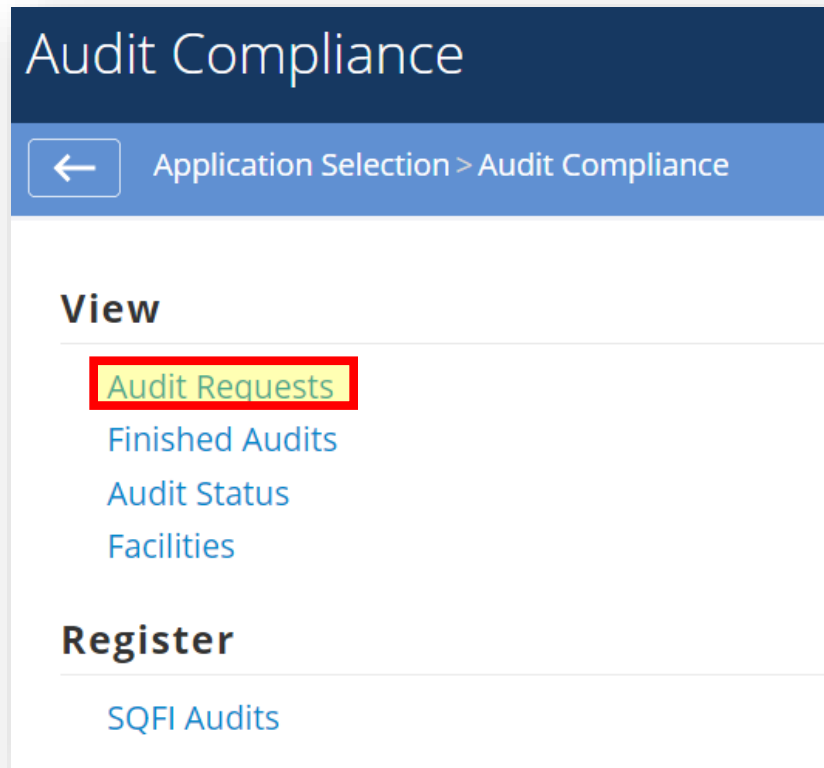 Audit Compliance
Application Selection > Audit Compliance
View
Audit Requests
Finished Audits
Audit Status
Facilities
Register
SQFI Audits